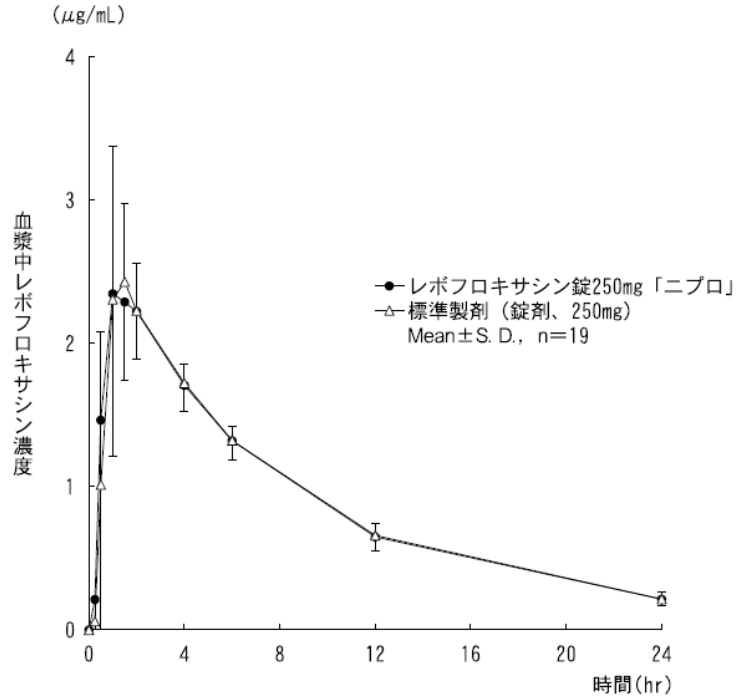 (μg/mL)
4
3
2
1
0
血漿中レボフロキサシン濃度
レボフロキサシン錠250mg「ニプロ」
標準製剤（錠剤、250mg）
Mean±S. D., n=19
0 4 8 12 16 20 24
時間(hr)